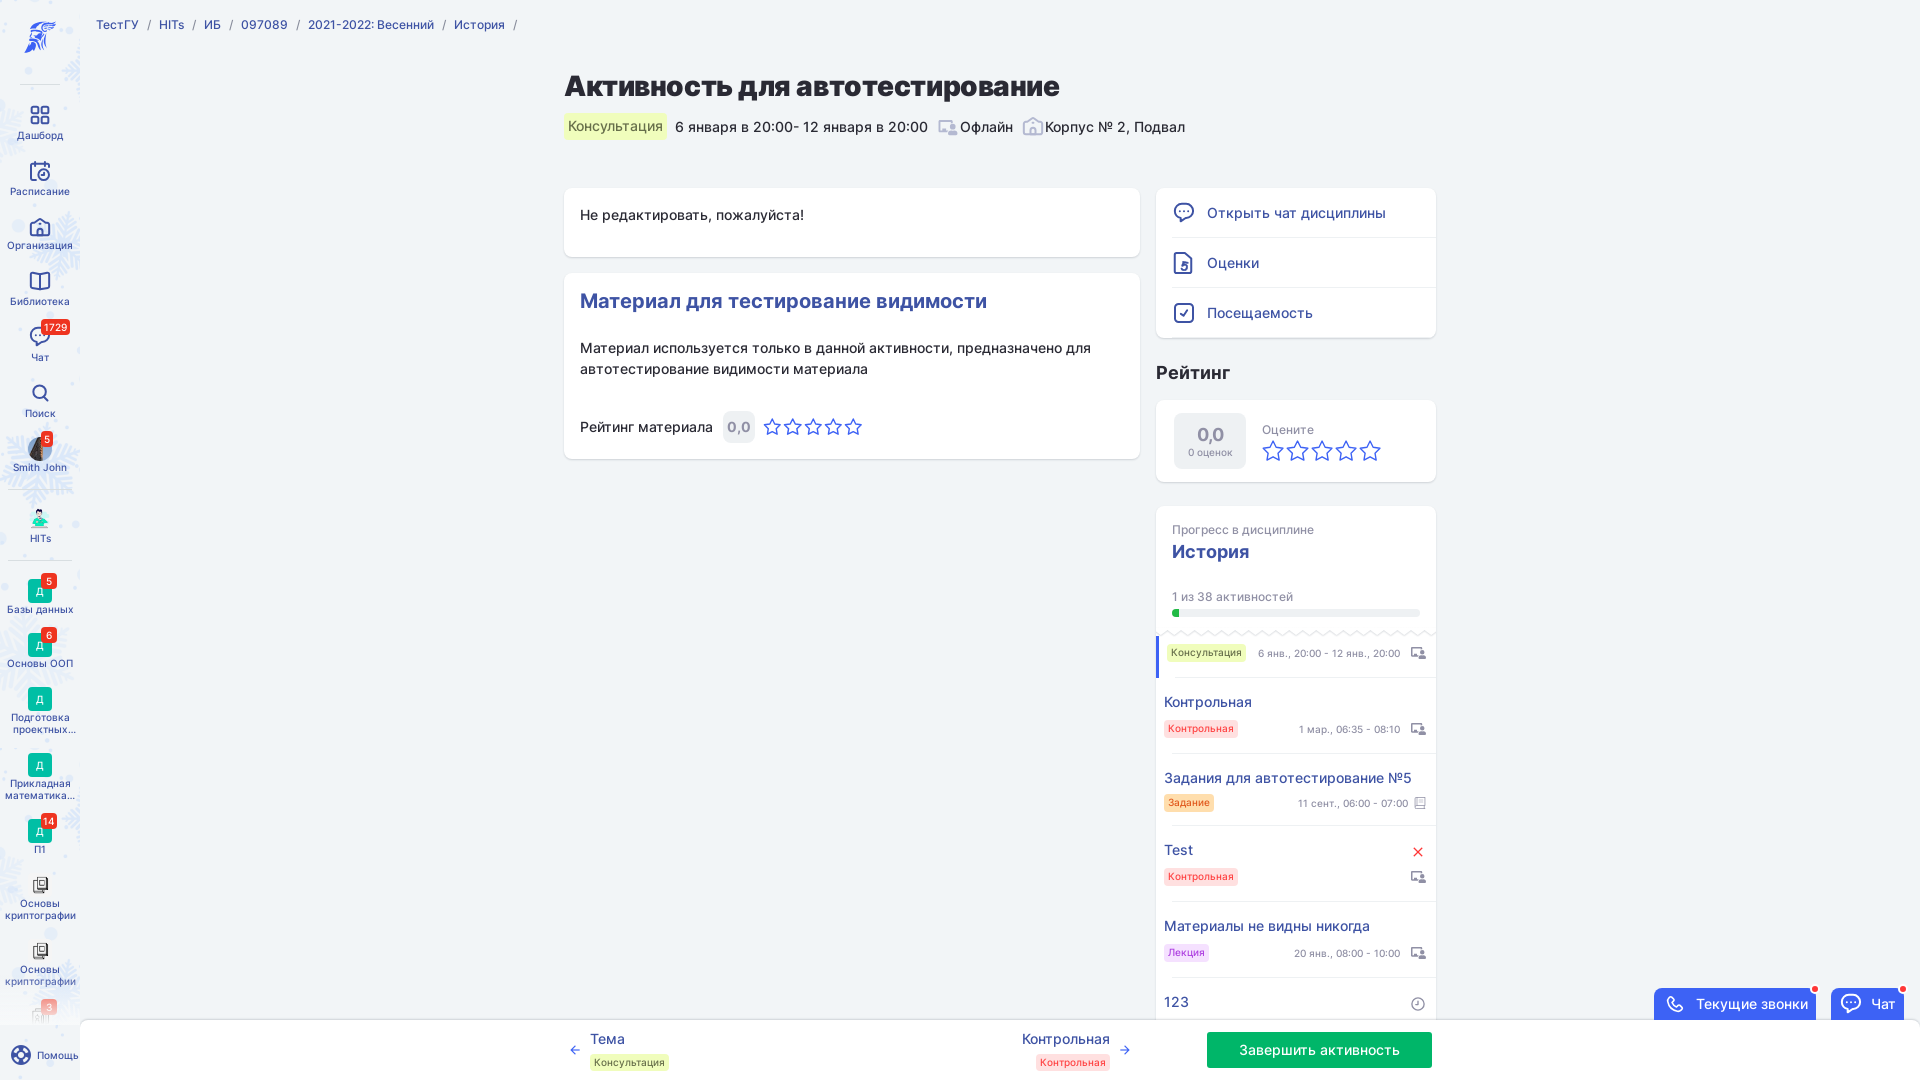 ТестГУ / HITs / ИБ / 097089 / 2021-2022: Весенний / История /
Дашборд
Расписание
Организация
Библиотека
1729
Чат
Поиск
5
Smith John
HITs
5
Д
Базы данных
6
Д
Основы ООП
Д
Подготовка
проектных...
Д
Прикладная
математика...
14
Д
П1
Основы
криптографии
Основы
криптографии
3
Помощь
Активность для автотестирование
Консультация 6 января в 20:00- 12 января в 20:00 Офлайн Корпус № 2, Подвал
Не редактировать, пожалуйста!
Материал для тестирование видимости
Материал используется только в данной активности, предназначено для
автотестирование видимости материала
Рейтинг материала 0,0
Открыть чат дисциплины
Оценки
Посещаемость
Рейтинг
0,0
0 оценок
Оцените
Прогресс в дисциплине
История
1 из 38 активностей
Консультация 6 янв., 20:00 - 12 янв., 20:00
Контрольная
Контрольная 1 мар., 06:35 - 08:10
Задания для автотестирование №5
Задание 11 сент., 06:00 - 07:00
Test
Контрольная
Материалы не видны никогда
Лекция 20 янв., 08:00 - 10:00
123
Текущие звонки
Чат
Тема
Консультация
Контрольная
Контрольная
Завершить активность